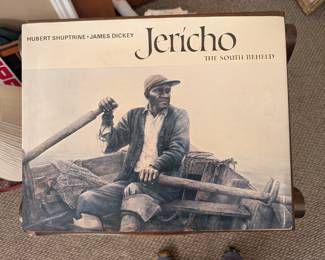 HUBERT SHUPTRINE • JAMES DICKEY
Jericho
THE SOUTH BEHELD